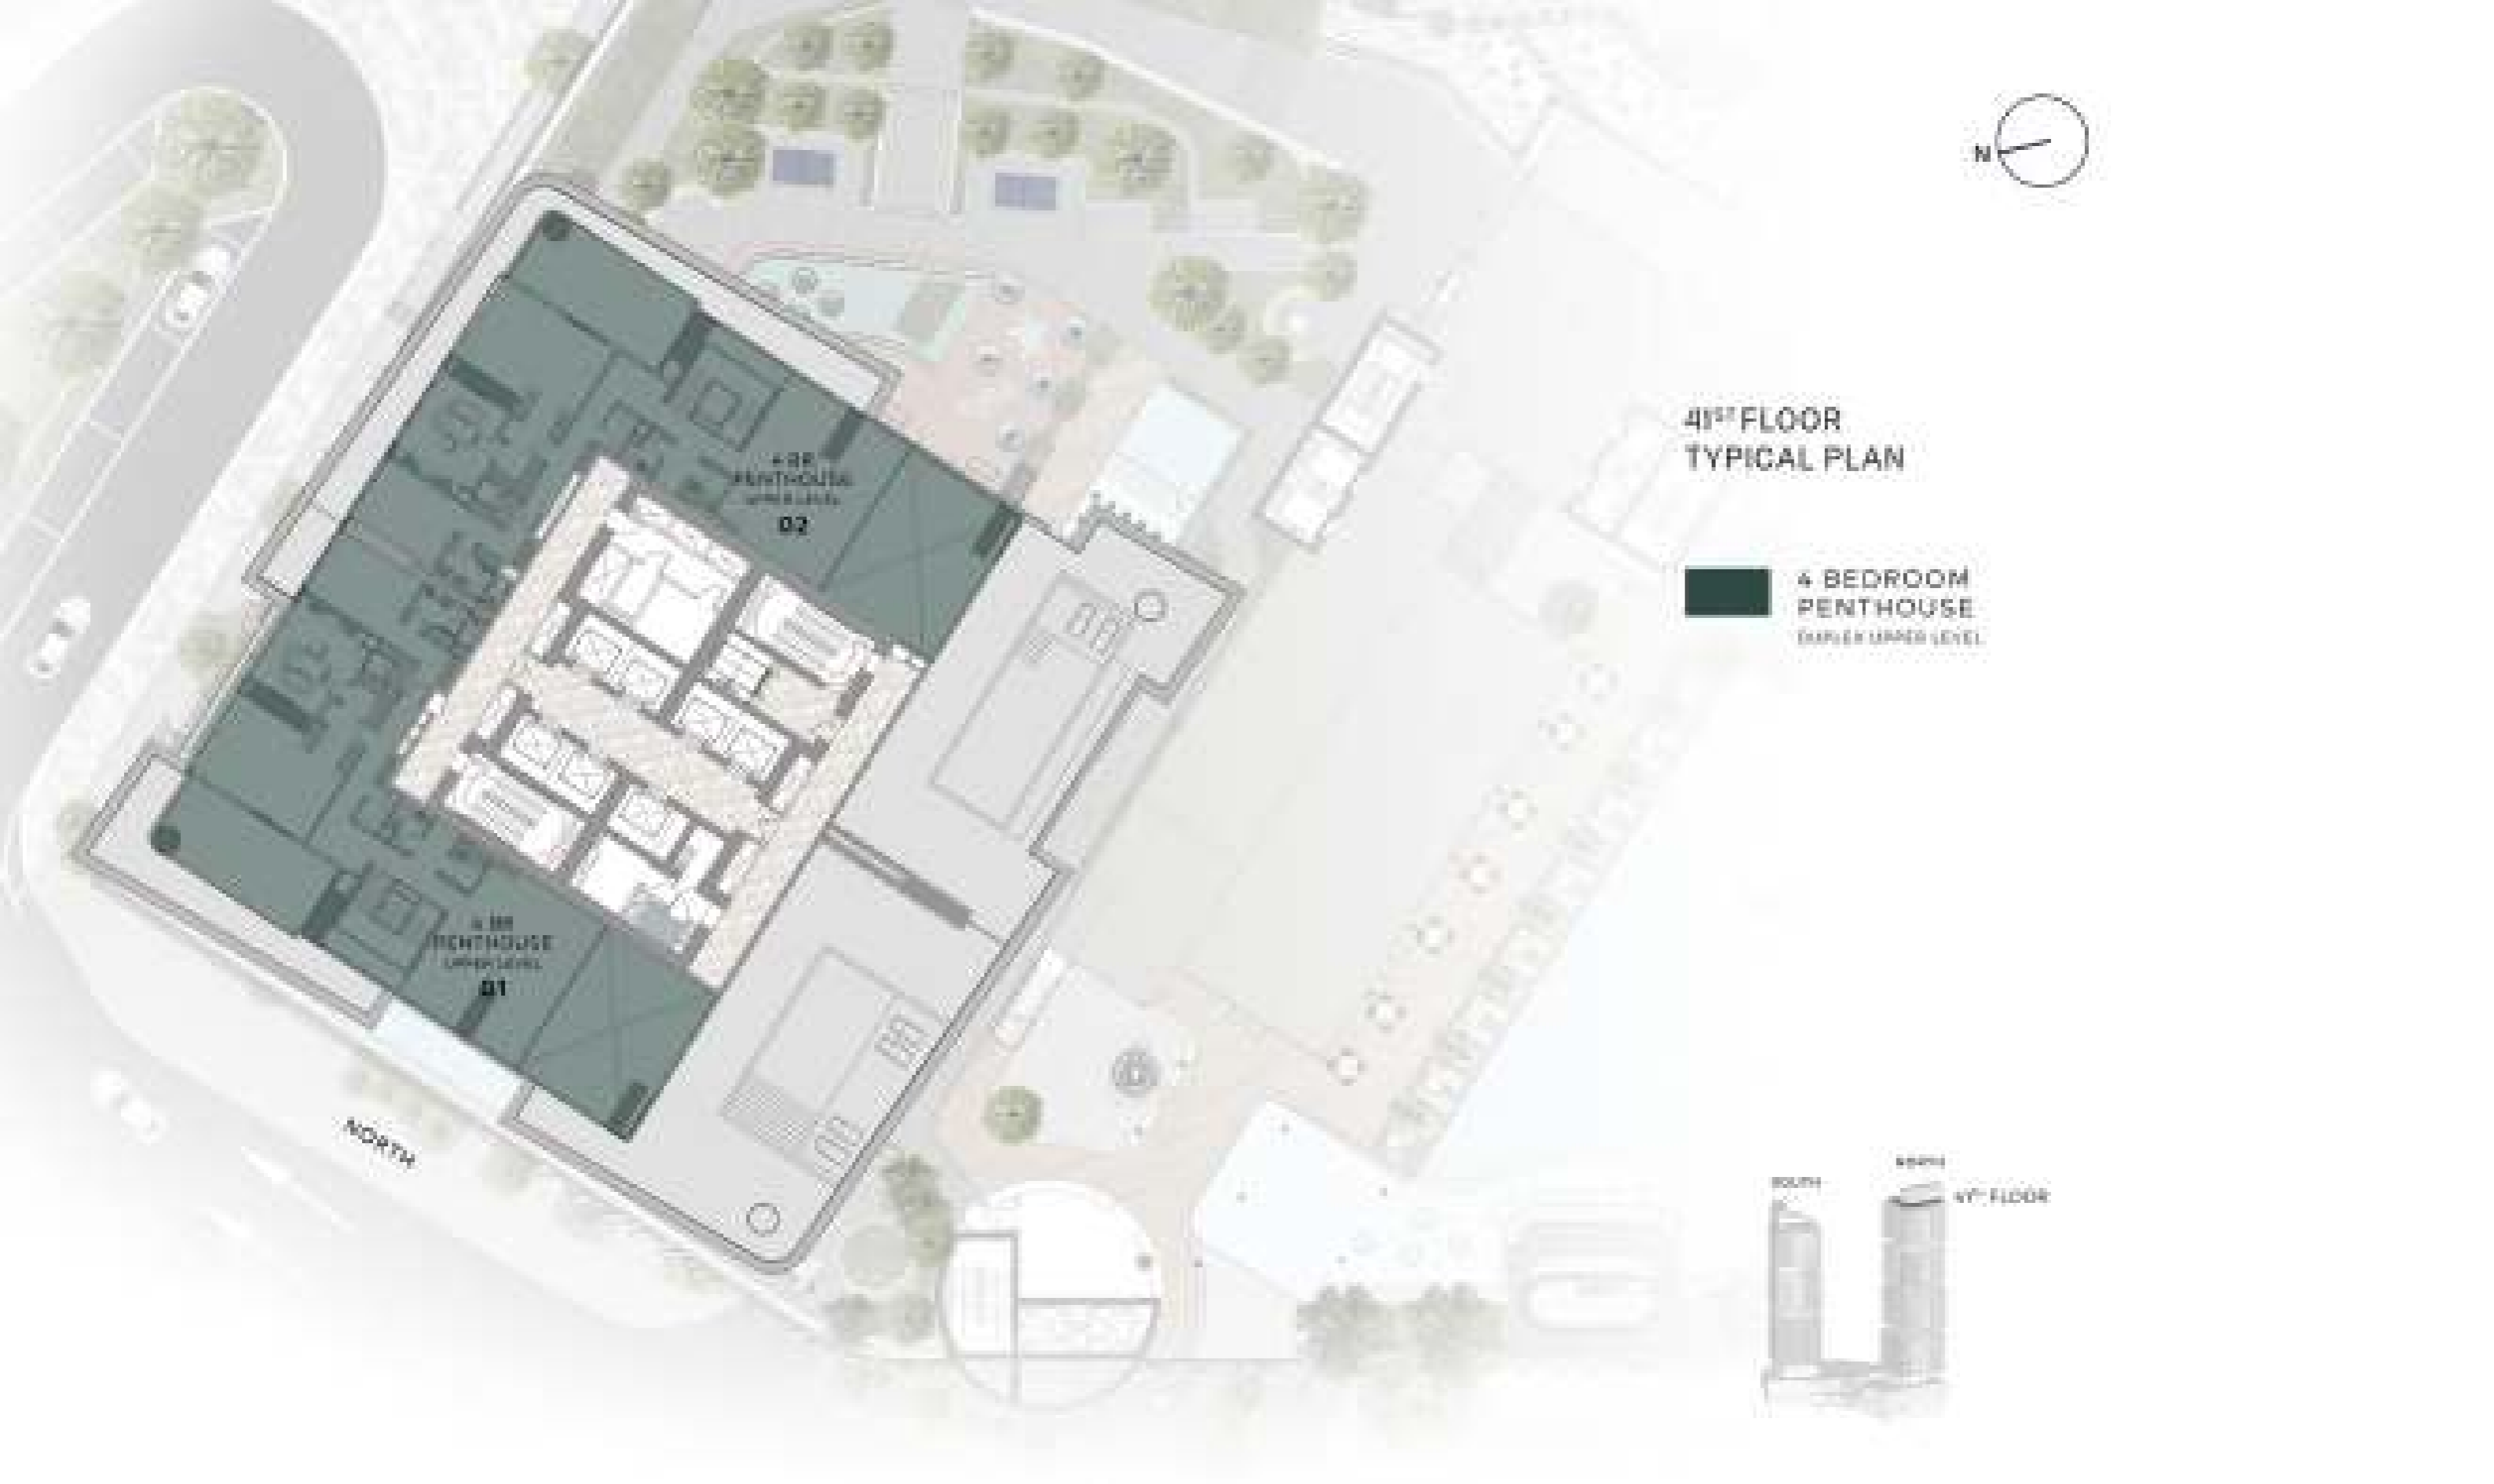 N
41ST FLOOR
TYPICAL PLAN
4 BEDROOM
PENTHOUSE
DUPLEX UPPER LEVEL
4 BR
PENTHOUSE
UPPER LEVEL
02
4 BR
PENTHOUSE
UPPER LEVEL
01
NORTH
NORTH
SOUTH
41ST FLOOR